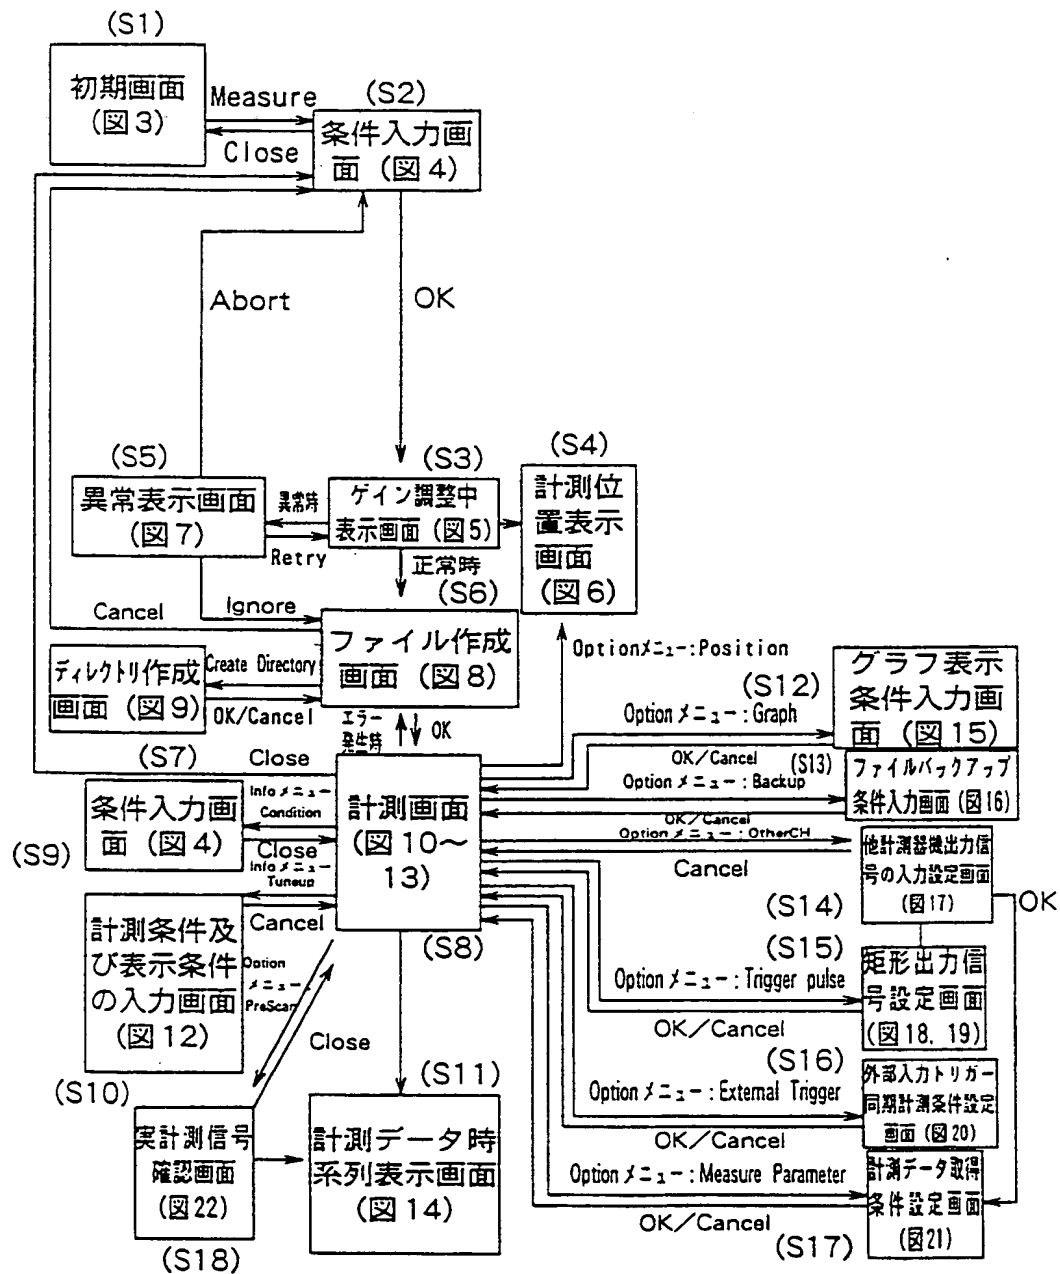 (S1)
初期画面
(図3)
Measure
Close
(S2)
条件入力画
面(図4)
Abort
OK
(S5)
異常表示画面
(図7)
異常時
Retry
(S3)
ゲイン調整中
表示画面(図5)
正常時
(S4)
計測位
置表示
画面
(図6)
Cancel
Ignore
(S6)
ファイル作成
画面(図8)
ディレクトリ作成
画面(図9)
Create Directory
OK/Cancel
エラー
発生時
OK
Optionメニュー:Position
(S12)
グラフ表示
条件入力画
面(図15)
Optionメニュー:Graph
OK/Cancel
(S7)
Close
条件入力画
面(図4)
Infoメニュー
Condition
Close
計測画面
(図10~
13)
(S8)
(S13)
ファイルバックアップ
条件入力画面(図16)
Optionメニュー:Backup
OK/Cancel
Optionメニュー:OtherCH
Cancel
他計測器機出力信
号の入力設定画面
(図17)
(S14)
OK
(S9)
Infoメニュー
Tuneup
Cancel
計測条件及
び表示条件
の入力画面
(図12)
Option
メニュー
PreScan
Close
(S15)
矩形出力信
号設定画面
(図18, 19)
Optionメニュー:Trigger pulse
OK/Cancel
(S16)
外部入力トリガー
同期計測条件設定
画面(図20)
Optionメニュー:External Trigger
OK/Cancel
(S10)
実計測信号
確認画面
(図22)
(S18)
(S11)
計測データ時
系列表示画面
(図14)
Optionメニュー:Measure Parameter
OK/Cancel
計測データ取得
条件設定画面
(図21)
(S17)